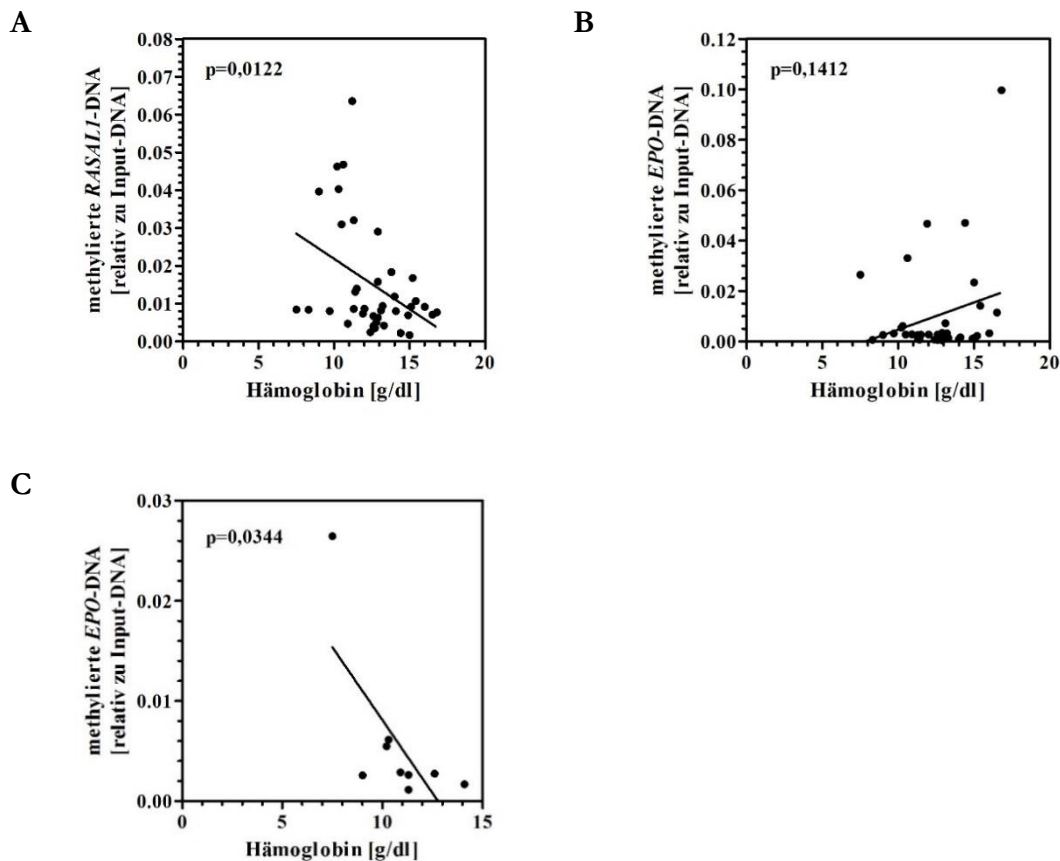 A
methylierte RASAL1-DNA
[relativ zu Input-DNA]
0.08
0.07
0.06
0.05
0.04
0.03
0.02
0.01
0.00
p=0,0122
0
5
10
15
20
Hämoglobin [g/dl]
B
methylierte EPO-DNA
[relativ zu Input-DNA]
0.12
0.10
0.08
0.06
0.04
0.02
0.00
p=0,1412
0
5
10
15
20
Hämoglobin [g/dl]
C
methylierte EPO-DNA
[relativ zu Input-DNA]
0.03
0.02
0.01
0.00
p=0,0344
0
5
10
15
Hämoglobin [g/dl]